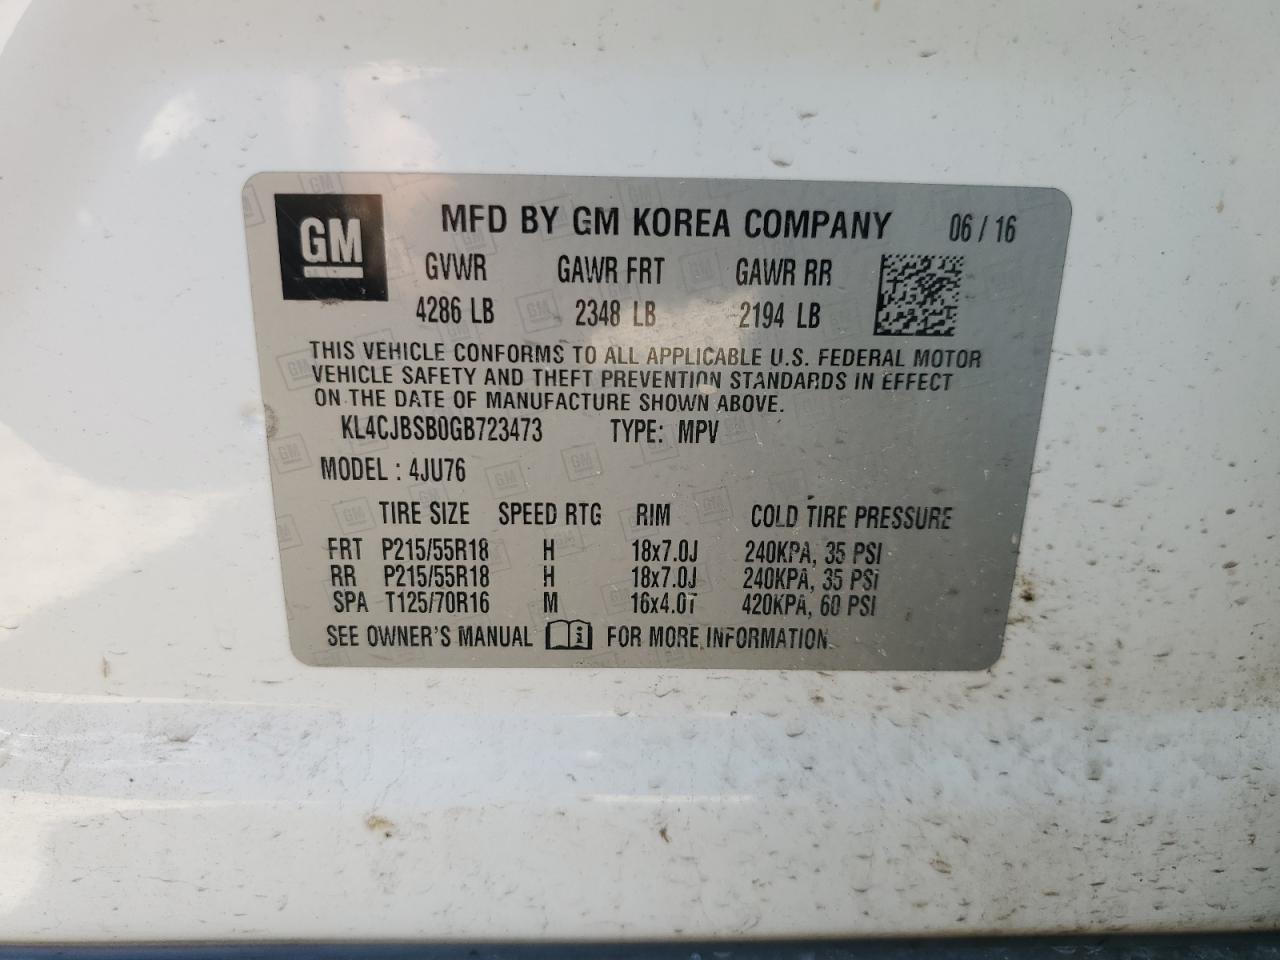 GM
MFD BY GM KOREA COMPANY 06 / 16
GVWR GAWR FRT GAWR RR
4286 LB 2348 LB 2194 LB
THIS VEHICLE CONFORMS TO ALL APPLICABLE U.S. FEDERAL MOTOR
VEHICLE SAFETY AND THEFT PREVENTION STANDARDS IN EFFECT
ON THE DATE OF MANUFACTURE SHOWN ABOVE.
KL4CJBSB0GB723473 TYPE: MPV
MODEL : 4JU76
TIRE SIZE SPEED RTG RIM COLD TIRE PRESSURE
FRT P215/55R18 H 18x7.0J 240KPA, 35 PSI
RR P215/55R18 H 18x7.0J 240KPA, 35 PSI
SPA T125/70R16 M 16x4.0T 420KPA, 60 PSI
SEE OWNER'S MANUAL FOR MORE INFORMATION.